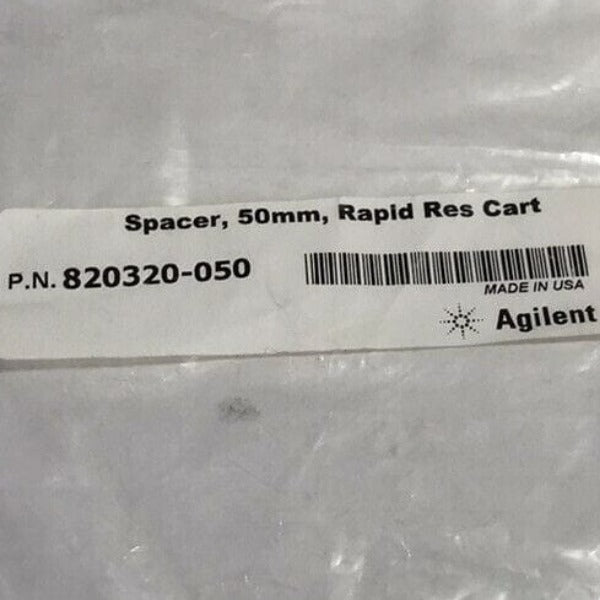 Spacer, 50mm, Rapid Res Cart
P.N. 820320-050
MADE IN USA
Agilent